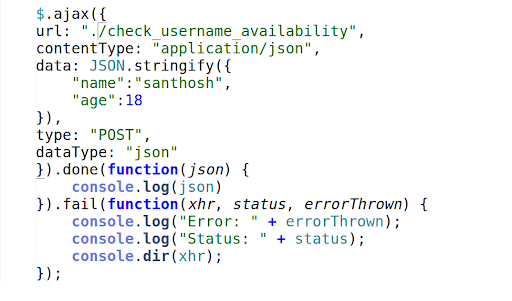 $.ajax({
url: "./check_username_availability",
contentType: "application/json",
data: JSON.stringify({
    "name":"santhosh",
    "age":18
}),
type: "POST",
dataType: "json"
}).done(function(json) {
    console.log(json)
}).fail(function(xhr, status, errorThrown) {
    console.log("Error: " + errorThrown);
    console.log("Status: " + status);
    console.dir(xhr);
});